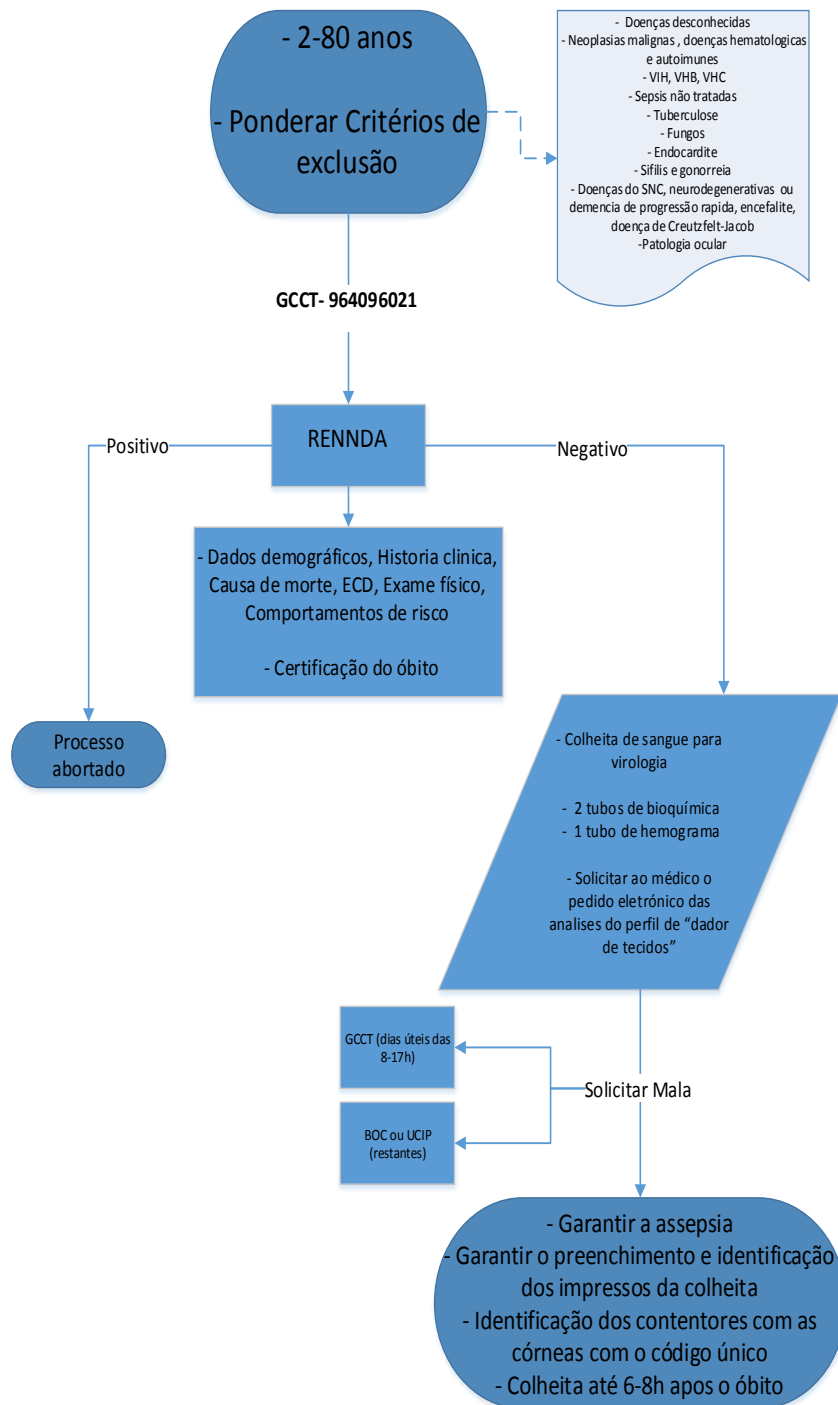 - 2-80 anos
- Ponderar Critérios de
exclusão
- Doenças desconhecidas
- Neoplasias malignas , doenças hematologicas
e autoimunes
- VIH, VHB, VHC
- Sepsis não tratadas
- Tuberculose
- Fungos
- Endocardite
- Sifilis e gonorreia
- Doenças do SNC, neurodegenerativas ou
demencia de progressão rapida, encefalite,
doença de Creutzfelt-Jacob
-Patologia ocular
GCCT- 964096021
RENNDA
Positivo
Negativo
- Dados demográficos, Historia clinica,
Causa de morte, ECD, Exame físico,
Comportamentos de risco
- Certificação do óbito
Processo
abortado
- Colheita de sangue para
virologia
- 2 tubos de bioquímica
- 1 tubo de hemograma
- Solicitar ao médico o
pedido eletrónico das
analises do perfil de “dador
de tecidos”
GCCT (dias úteis das
8-17h)
Solicitar Mala
BOC ou UCIP
(restantes)
- Garantir a assepsia
- Garantir o preenchimento e identificação
dos impressos da colheita
- Identificação dos contentores com as
córneas com o código único
- Colheita até 6-8h apos o óbito